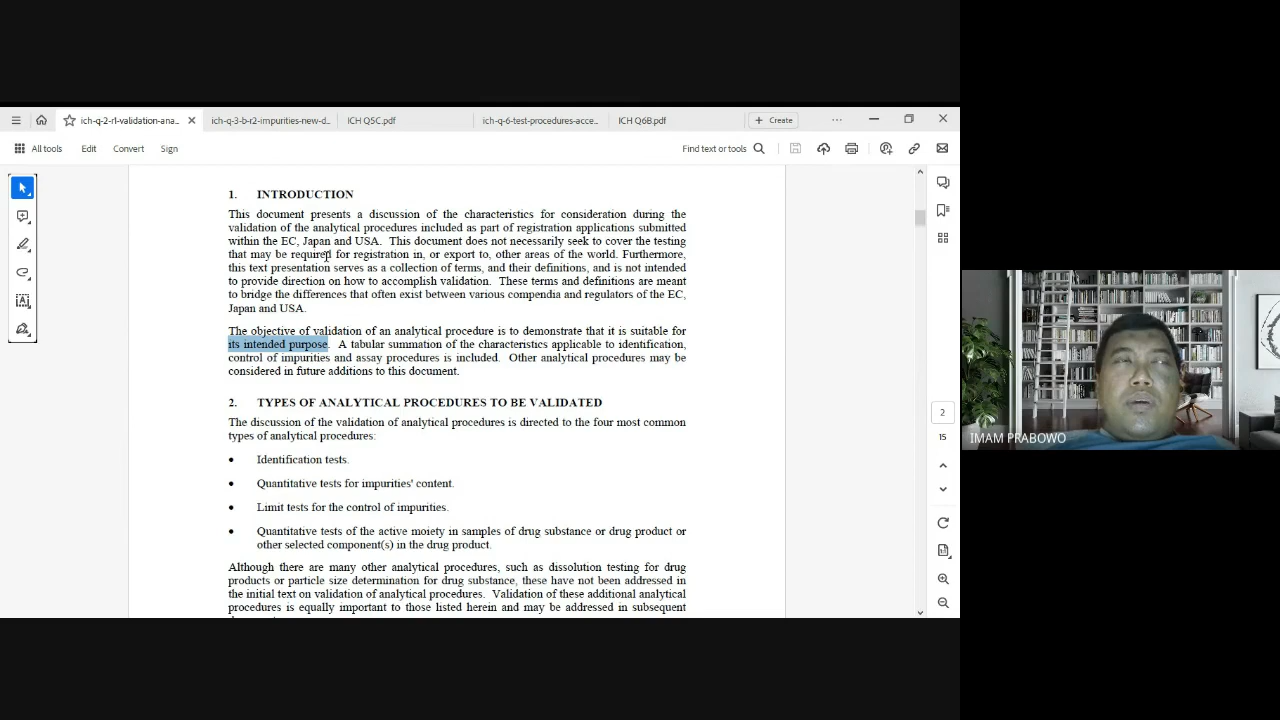 ich-q-2-rl-validation-ana...
ich-q-3-b-r2-impurities-new-d...
ICH Q5C.pdf
ich-q-6-test-procedures-acce...
ICH Q6B.pdf
Create
All tools
Edit
Convert
Sign
Find text or tools
1. INTRODUCTION
This document presents a discussion of the characteristics for consideration during the
validation of the analytical procedures included as part of registration applications submitted
within the EC, Japan and USA. This document does not necessarily seek to cover the testing
that may be required for registration in, or export to, other areas of the world. Furthermore,
this text presentation serves as a collection of terms, and their definitions, and is not intended
to provide direction on how to accomplish validation. These terms and definitions are meant
to bridge the differences that often exist between various compendia and regulators of the EC,
Japan and USA.
The objective of validation of an analytical procedure is to demonstrate that it is suitable for
its intended purpose. A tabular summation of the characteristics applicable to identification,
control of impurities and assay procedures is included. Other analytical procedures may be
considered in future additions to this document.
2. TYPES OF ANALYTICAL PROCEDURES TO BE VALIDATED
The discussion of the validation of analytical procedures is directed to the four most common
types of analytical procedures:
• Identification tests.
• Quantitative tests for impurities' content.
• Limit tests for the control of impurities.
• Quantitative tests of the active moiety in samples of drug substance or drug product or
other selected component(s) in the drug product.
Although there are many other analytical procedures, such as dissolution testing for drug
products or particle size determination for drug substance, these have not been addressed in
the initial text on validation of analytical procedures. Validation of these additional analytical
procedures is equally important to those listed herein and may be addressed in subsequent
2
15
IMAM PRABOWO